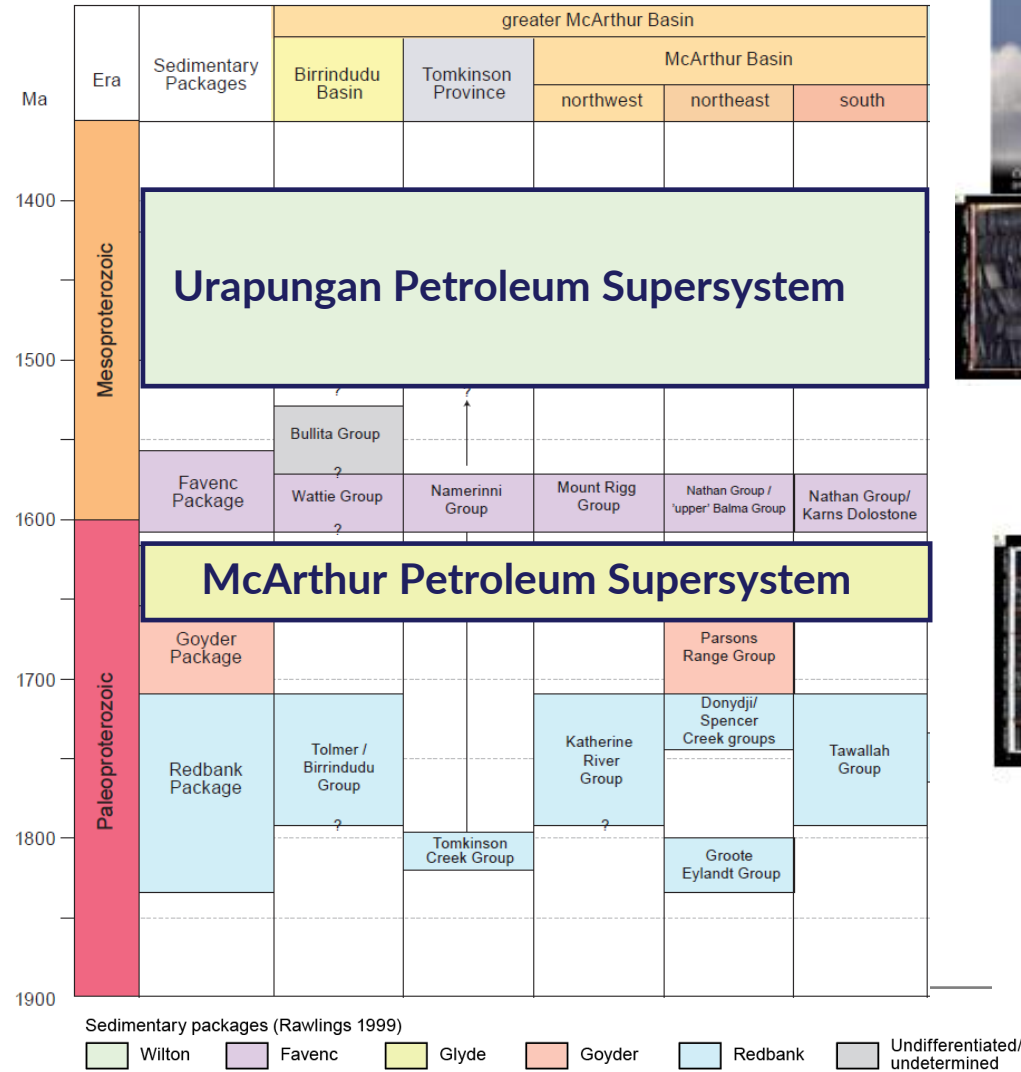 greater McArthur Basin
Ma
Era
Sedimentary
Packages
Birrindudu
Basin
Tomkinson
Province
McArthur Basin
northwest
northeast
south
1400
Urapungan Petroleum Supersystem
Mesoproterozoic
1500
?
?
Bullita Group
?
Favenc
Package
Wattie Group
Namerinni
Group
Mount Rigg
Group
Nathan Group /
'upper' Balma Group
Nathan Group/
Karns Dolostone
1600
?
McArthur Petroleum Supersystem
Goyder
Package
Parsons
Range Group
1700
Paleoproterozoic
Redbank
Package
Tolmer /
Birrindudu
Group
Katherine
River
Group
Donydji/
Spencer
Creek groups
Tawallah
Group
?
?
1800
Tomkinson
Creek Group
Groote
Eylandt Group
1900
Sedimentary packages (Rawlings 1999)
Wilton
Favenc
Glyde
Goyder
Redbank
Undifferentiated/
undetermined